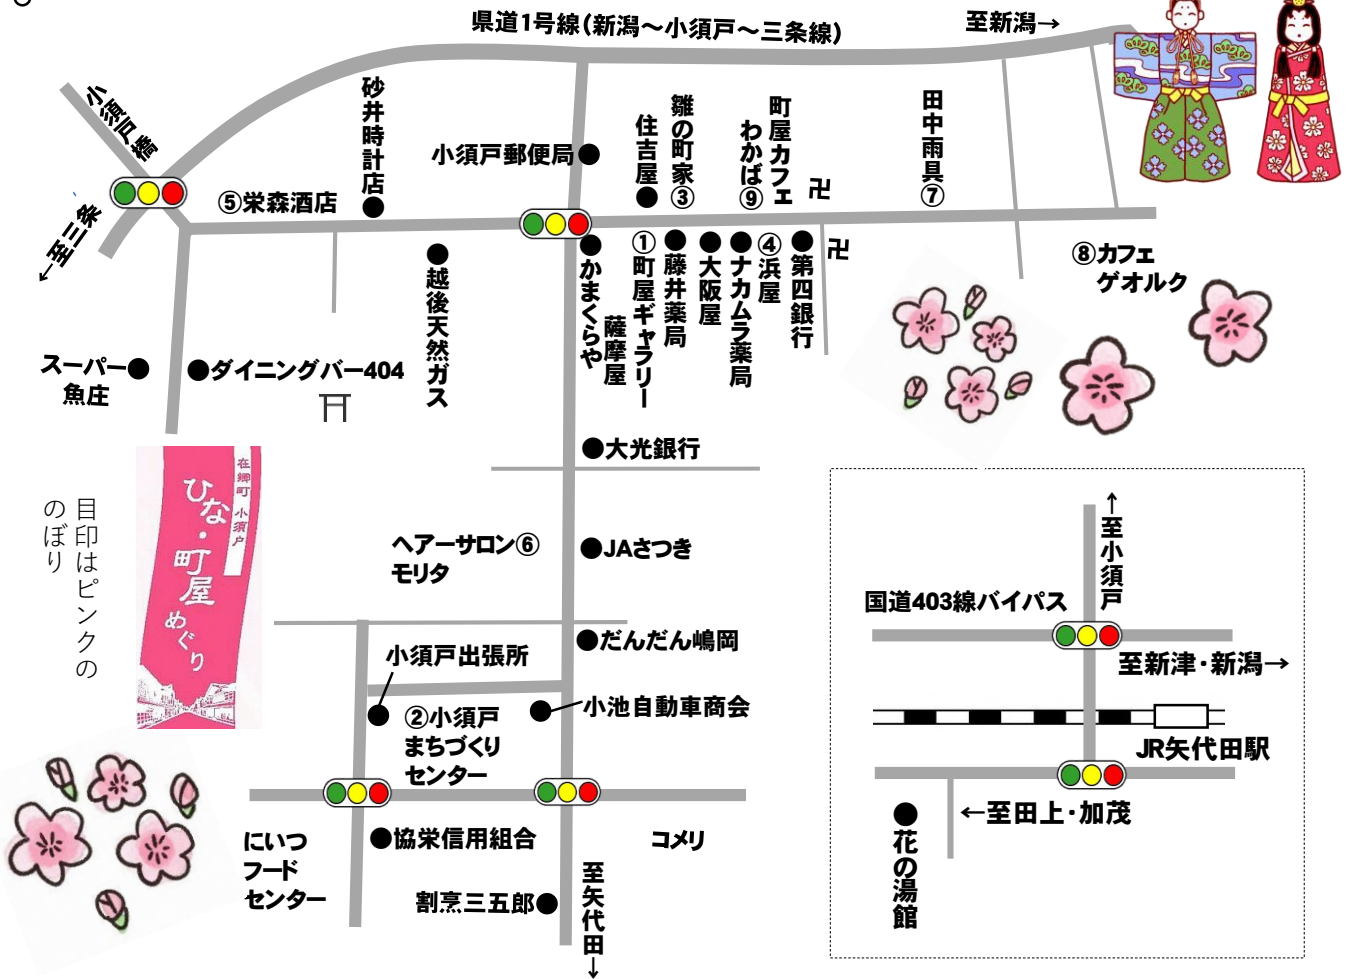 県道1号線(新潟～小須戸～三条線)
至新潟→
小須戸橋
←至三条
⑤栄森酒店
砂井時計店
小須戸郵便局
住吉屋
雛の町家③
町屋カフェ
わかば⑨
卍
田中雨具⑦
卍
⑧カフェ
ゲオルク
越後天然ガス
かまくらや
薩摩屋
①町屋ギャラリー
藤井薬局
大阪屋
ナカムラ薬局
④浜屋
第四銀行
スーパー
魚庄
ダイニングバー404
大光銀行
目印はピンクの
のぼり
在郷町 小須戸
ひな・町屋めぐり
ヘアーサロン⑥
モリタ
JAさつき
だんだん嶋岡
小須戸出張所
小池自動車商会
②小須戸
まちづくり
センター
にいつ
フード
センター
協栄信用組合
コメリ
割烹三五郎
至矢代田→
←至小須戸
国道403線バイパス
至新津・新潟→
JR矢代田駅
←至田上・加茂
花の湯館